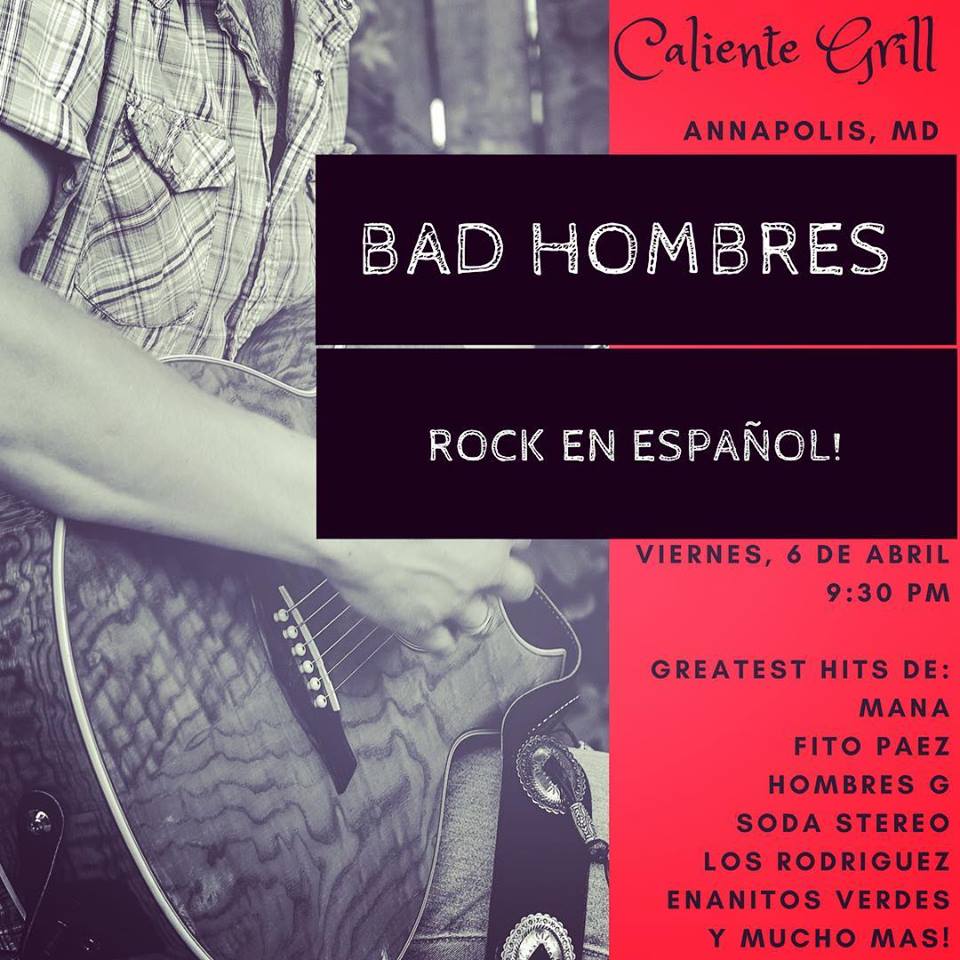 Caliente Grill
ANNAPOLIS, MD
BAD HOMBRES
ROCK EN ESPAÑOL!
VIERNES, 6 DE ABRIL
9:30 PM
GREATEST HITS DE:
MANA
FITO PAEZ
HOMBRES G
SODA STEREO
LOS RODRIGUEZ
ENANITOS VERDES
Y MUCHO MAS!